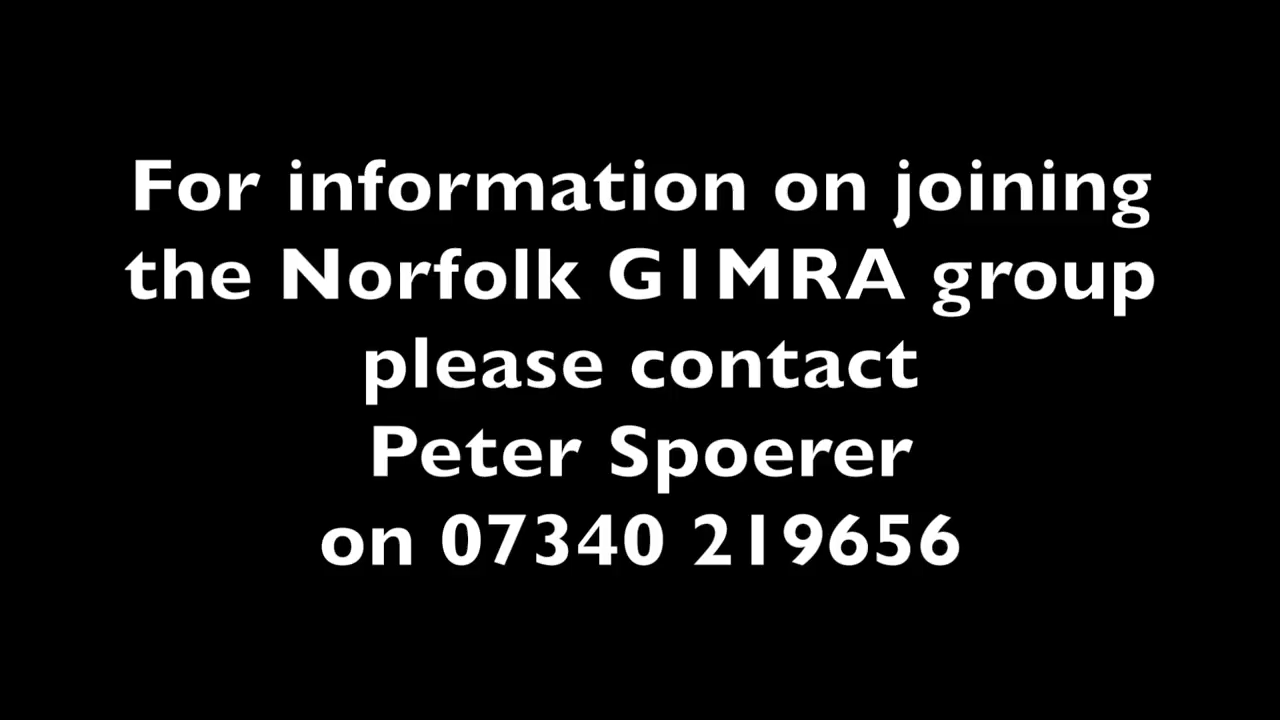 For information on joining
the Norfolk G1MRA group
please contact
Peter Spoerer
on 07340 219656